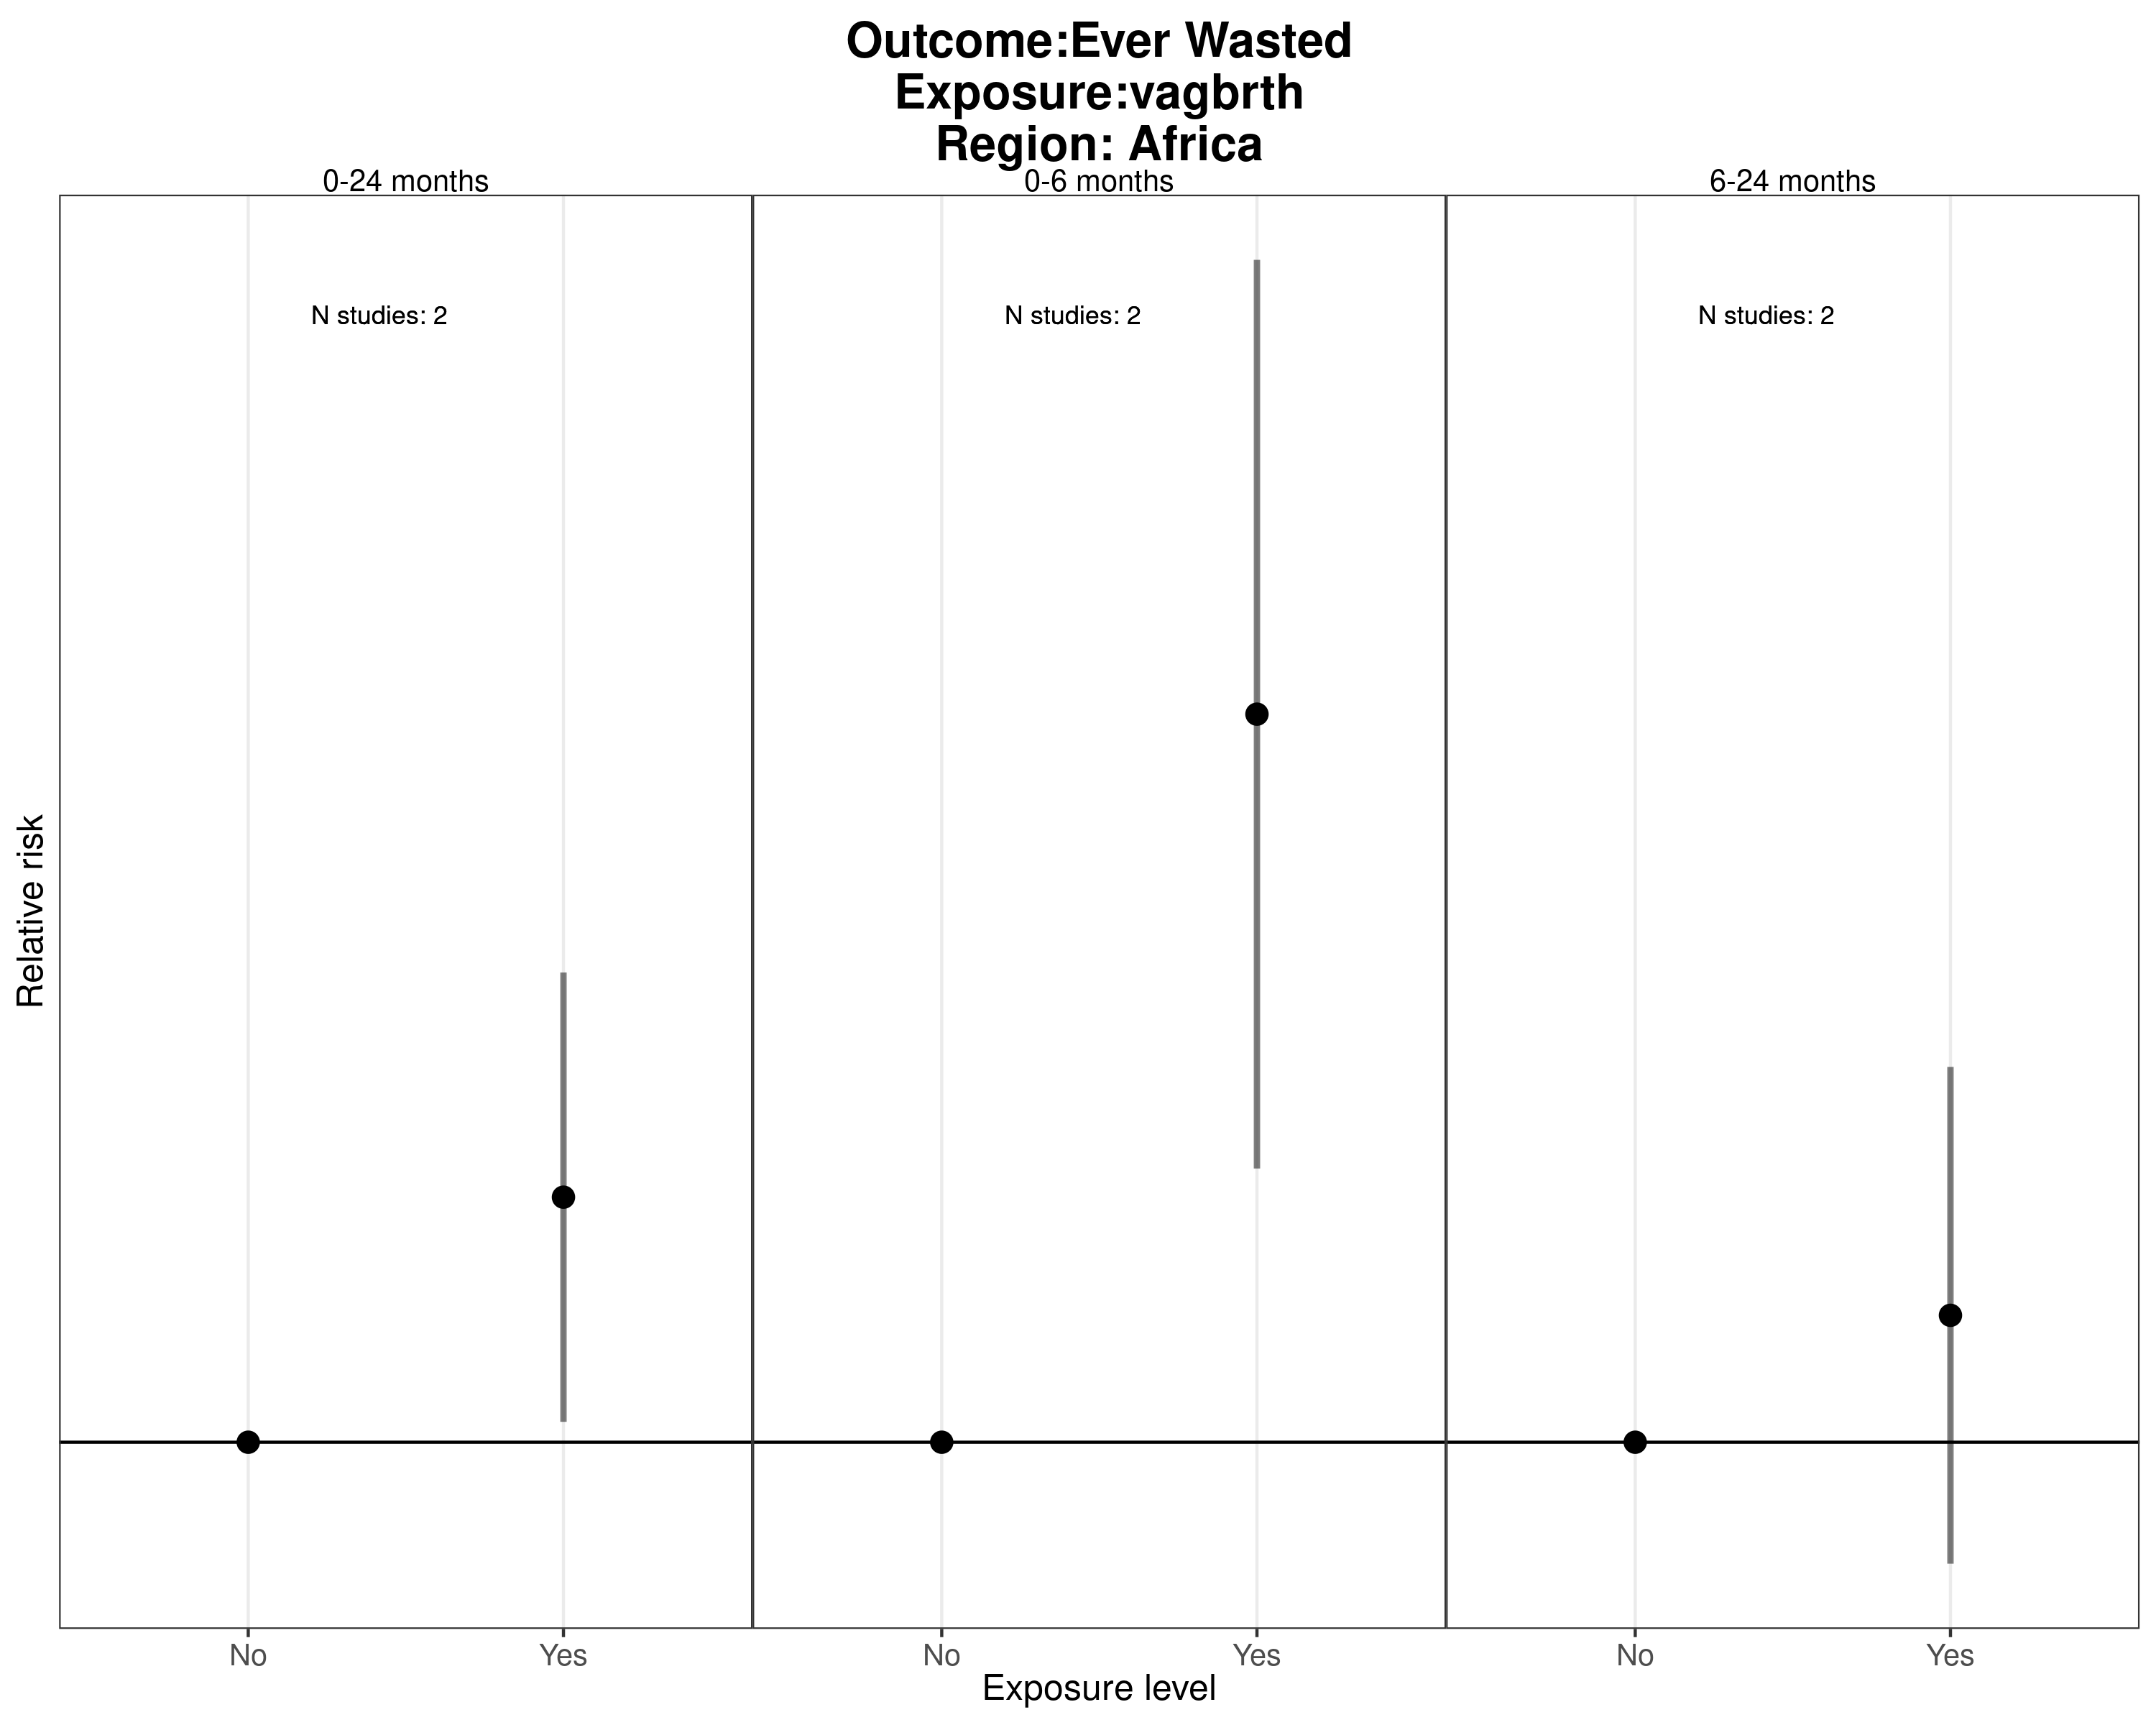 Outcome:Ever Wasted
Exposure:vagbrth
Region: Africa
0-24 months
0-6 months
6-24 months
N studies: 2
N studies: 2
N studies: 2
Relative risk
No
Yes
No
Yes
No
Yes
Exposure level